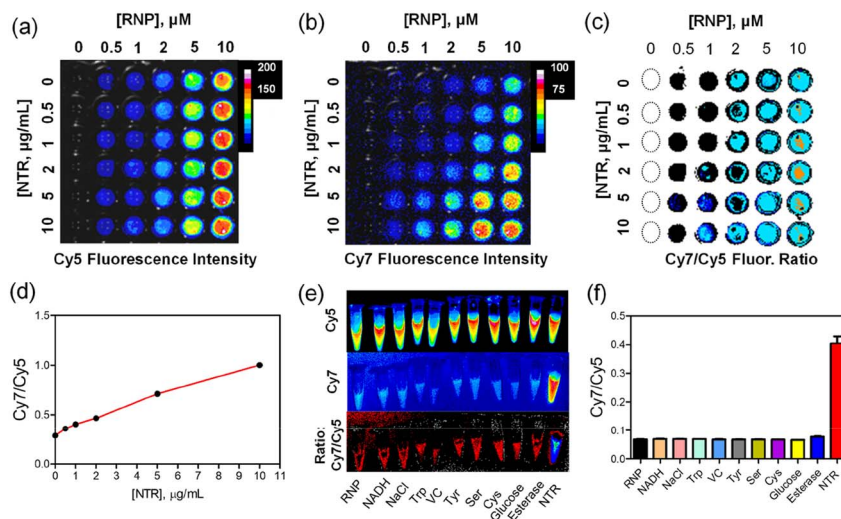 (a)
[RNP], µM
0 0.5 1 2 5 10
[NTR, µg/mL]
0
0.5
1
2
5
10
200
150
Cy5 Fluorescence Intensity
(b)
[RNP], µM
0 0.5 1 2 5 10
[NTR, µg/mL]
0
0.5
1
2
5
10
100
75
Cy7 Fluorescence Intensity
(c)
[RNP], µM
0 0.5 1 2 5 10
[NTR, µg/mL]
0
0.5
1
2
5
10
Cy7/Cy5 Fluor. Ratio
(d)
Cy7/Cy5
1.5
1.0
0.5
0.0
0 2 4 6 8 10
[NTR], µg/mL
(e)
Cy5
Cy7
Ratio:
Cy7/Cy5
RNP NADH NaCl Trp VC Tyr Ser Cys Glucose Esterase NTR
(f)
Cy7/Cy5
0.5
0.4
0.3
0.2
0.1
0.0
RNP NADH NaCl Trp VC Tyr Ser Cys Glucose Esterase NTR